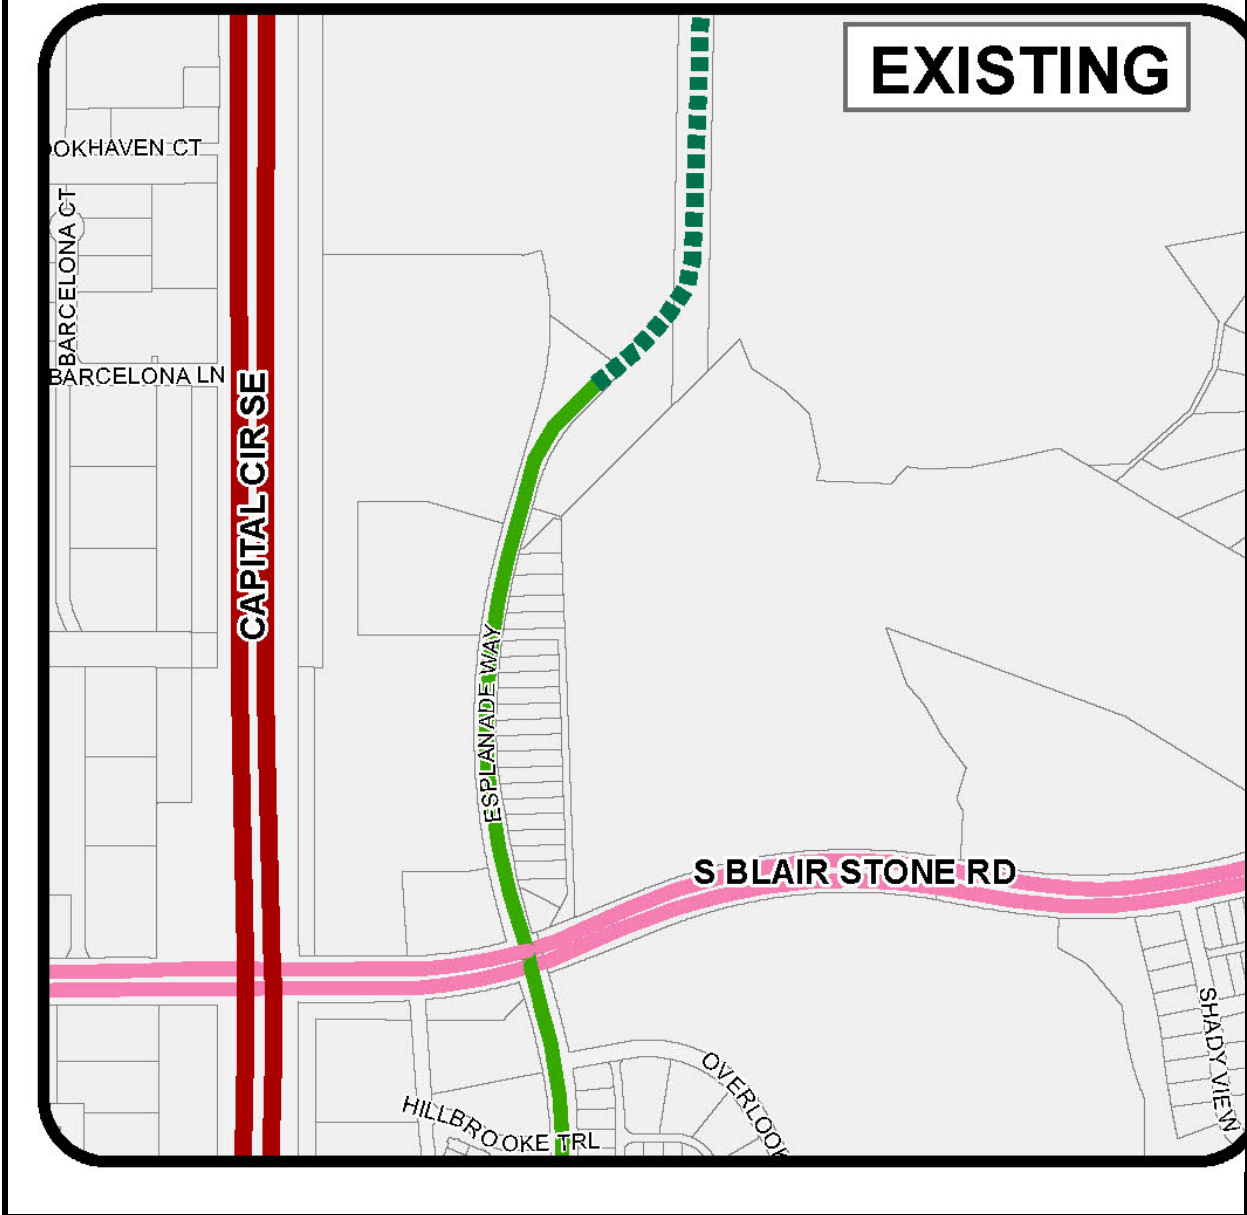 EXISTING
OKHAVEN CT
BARCELONA CT
BARCELONA LN
CAPITAL CIR SE
ESPLANADE WAY
S BLAIR STONE RD
SHADY VIEW
OVERLOOK
HILLBROOKE TRL